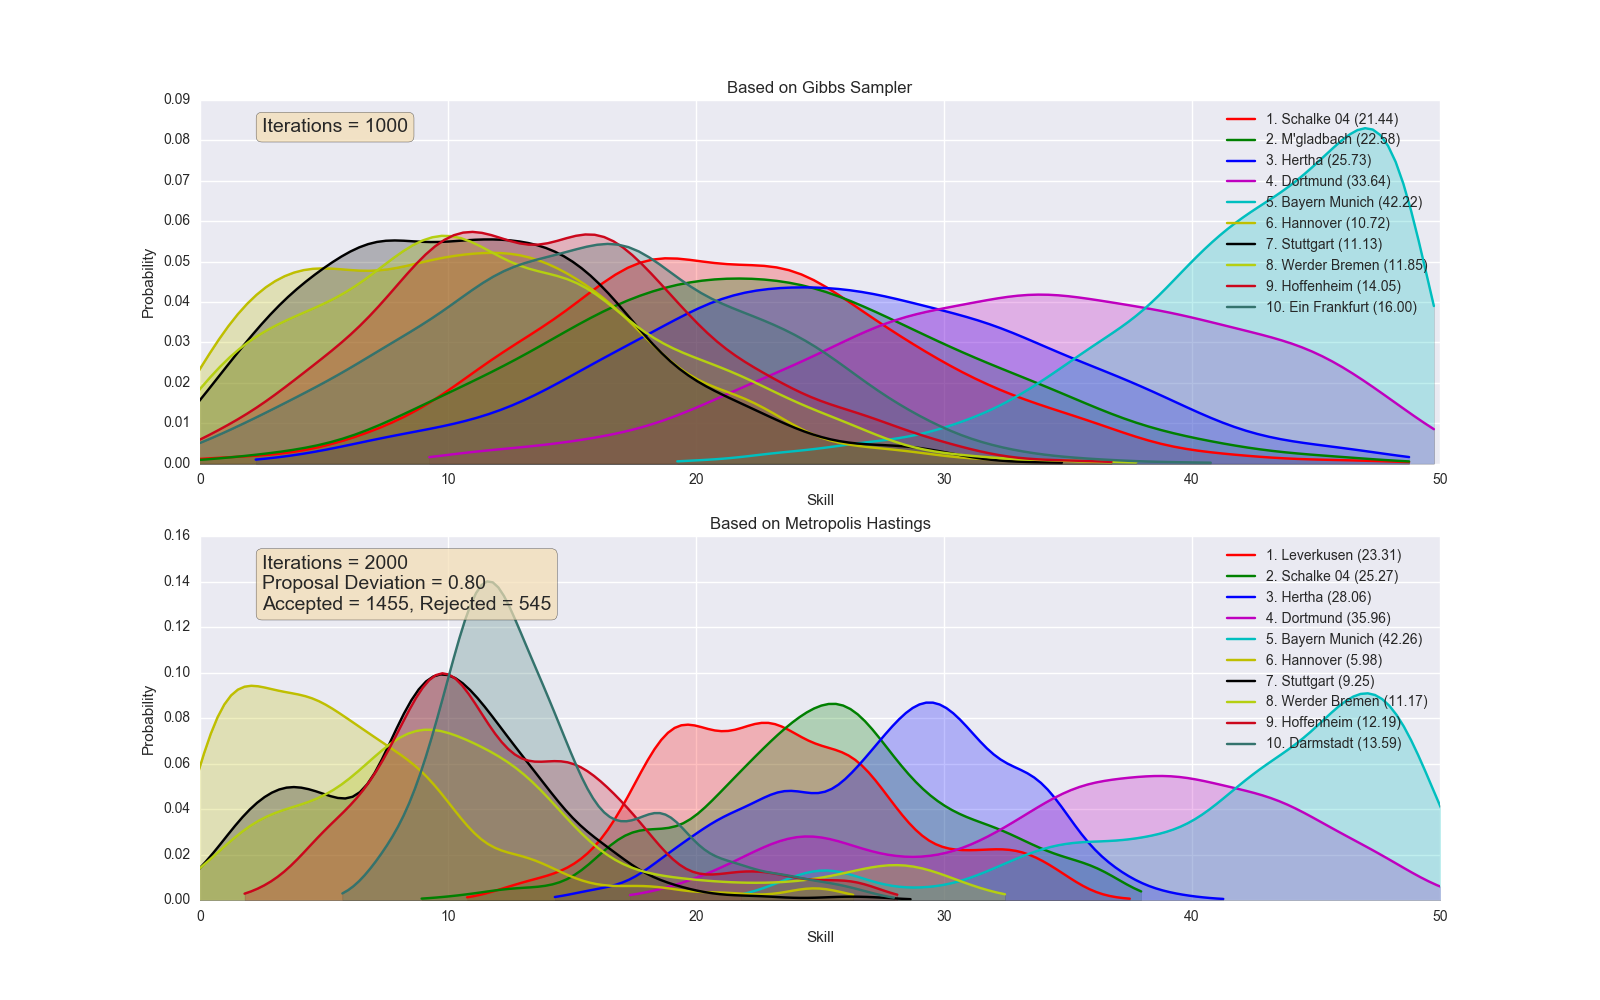 Based on Gibbs Sampler
0.09
0.08
0.07
0.06
0.05
0.04
0.03
0.02
0.01
0.00
Probability
Iterations = 1000
1. Schalke 04 (21.44)
2. M'gladbach (22.58)
3. Hertha (25.73)
4. Dortmund (33.64)
5. Bayern Munich (42.22)
6. Hannover (10.72)
7. Stuttgart (11.13)
8. Werder Bremen (11.85)
9. Hoffenheim (14.05)
10. Ein Frankfurt (16.00)
0 10 20 30 40 50
Skill
Based on Metropolis Hastings
0.16
0.14
0.12
0.10
0.08
0.06
0.04
0.02
0.00
Probability
Iterations = 2000
Proposal Deviation = 0.80
Accepted = 1455, Rejected = 545
1. Leverkusen (23.31)
2. Schalke 04 (25.27)
3. Hertha (28.06)
4. Dortmund (35.96)
5. Bayern Munich (42.26)
6. Hannover (5.98)
7. Stuttgart (9.25)
8. Werder Bremen (11.17)
9. Hoffenheim (12.19)
10. Darmstadt (13.59)
0 10 20 30 40 50
Skill